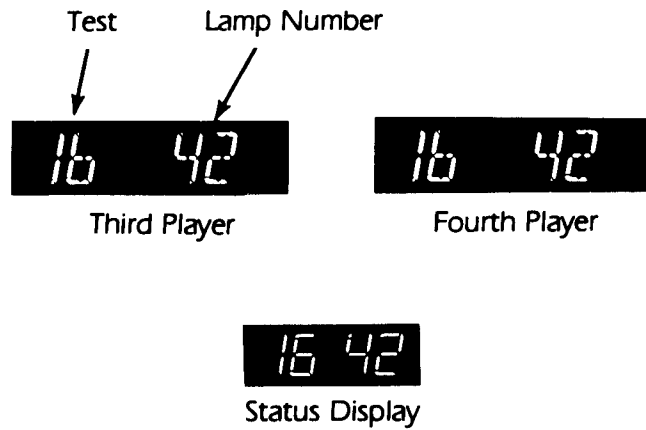 Test Lamp Number
16 42 16 42
Third Player Fourth Player
16 42
Status Display